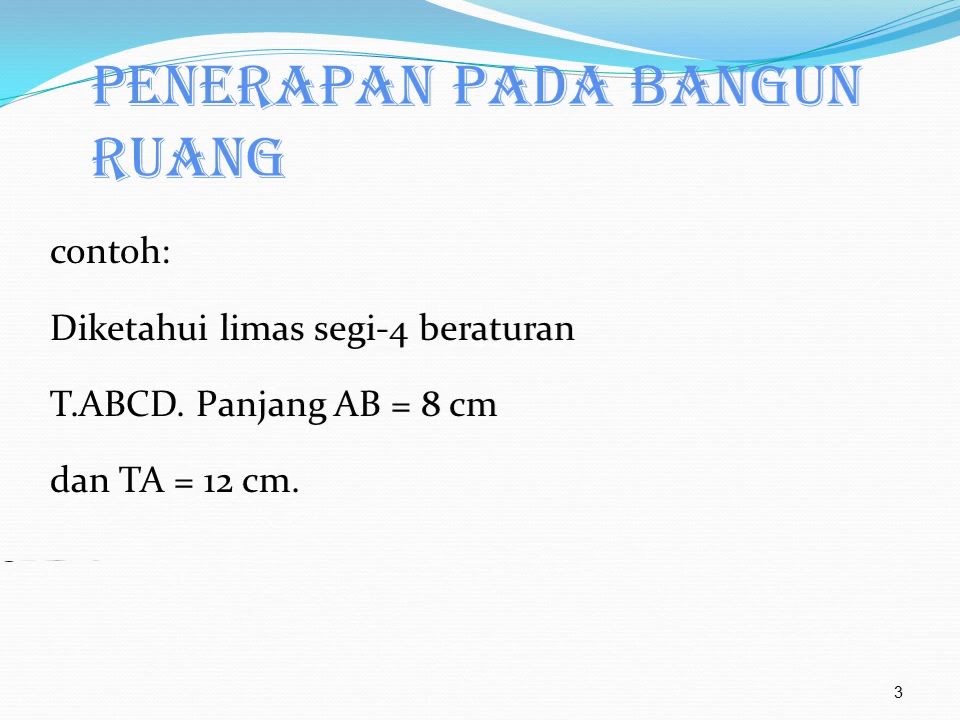 PENERAPAN PADA BANGUN
RUANG
contoh:
Diketahui limas segi-4 beraturan
T.ABCD. Panjang AB = 8 cm
dan TA = 12 cm.
3